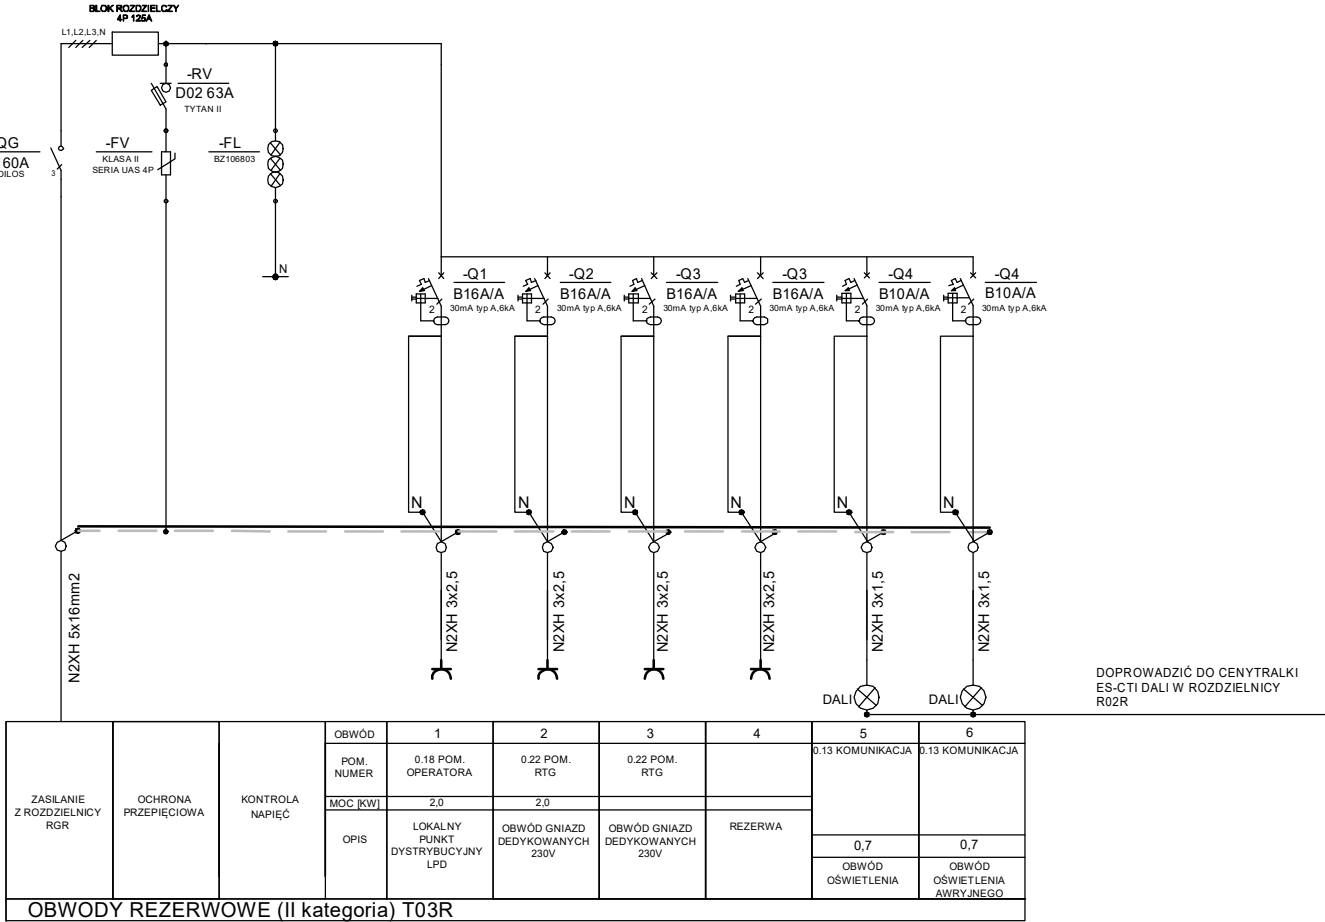 BLOK ROZDZIELCZY
4P 125A
L1,L2,L3,N
-RV
D02 63A
TYTAN II
QG
60A
DILOS
3
-FV
KLASA II
SERIA UAS 4P
-FL
BZ106803
N
-Q1
B16A/A
30mA typ A,6kA
2
-Q2
B16A/A
30mA typ A,6kA
2
-Q3
B16A/A
30mA typ A,6kA
2
-Q3
B16A/A
30mA typ A,6kA
2
-Q4
B10A/A
30mA typ A,6kA
2
-Q4
B10A/A
30mA typ A,6kA
2
N
N
N
N
N
N
N2XH 5x16mm2
N2XH 3x2,5
N2XH 3x2,5
N2XH 3x2,5
N2XH 3x2,5
N2XH 3x1,5
N2XH 3x1,5
DALI
DALI
DOPROWADZIĆ DO CENYTRALKI
ES-CTI DALI W ROZDZIELNICY
R02R
ZASILANIE
Z ROZDZIELNICY
RGR
OCHRONA
PRZEPIĘCIOWA
KONTROLA
NAPIĘĆ
OBWÓD
1
2
3
4
5
6
POM.
NUMER
0.18 POM.
OPERATORA
0.22 POM.
RTG
0.22 POM.
RTG
0.13 KOMUNIKACJA
0.13 KOMUNIKACJA
MOC [KW]
2,0
2,0
0,7
0,7
OPIS
LOKALNY
PUNKT
DYSTRYBUCYJNY
LPD
OBWÓD GNIAZD
DEDYKOWANYCH
230V
OBWÓD GNIAZD
DEDYKOWANYCH
230V
REZERWA
OBWÓD
OŚWIETLENIA
OBWÓD
OŚWIETLENIA
AWRYJNEGO
OBWODY REZERWOWE (II kategoria) T03R